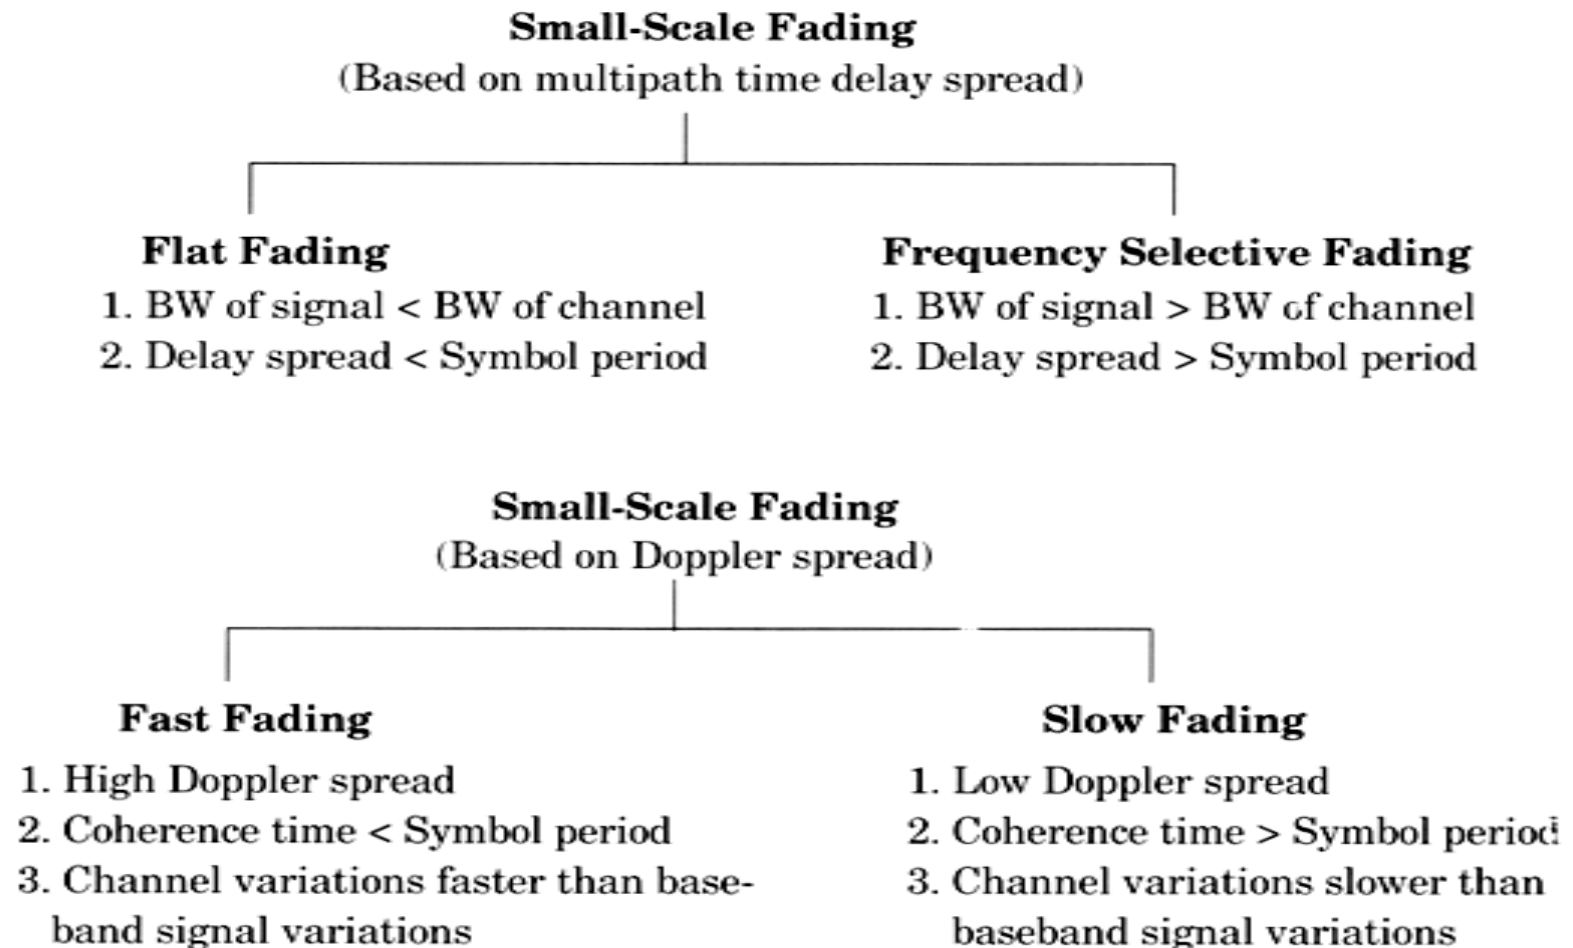 Small-Scale Fading
(Based on multipath time delay spread)
Flat Fading
1. BW of signal < BW of channel
2. Delay spread < Symbol period
Frequency Selective Fading
1. BW of signal > BW of channel
2. Delay spread > Symbol period
Small-Scale Fading
(Based on Doppler spread)
Fast Fading
1. High Doppler spread
2. Coherence time < Symbol period
3. Channel variations faster than base-
band signal variations
Slow Fading
1. Low Doppler spread
2. Coherence time > Symbol period
3. Channel variations slower than
baseband signal variations